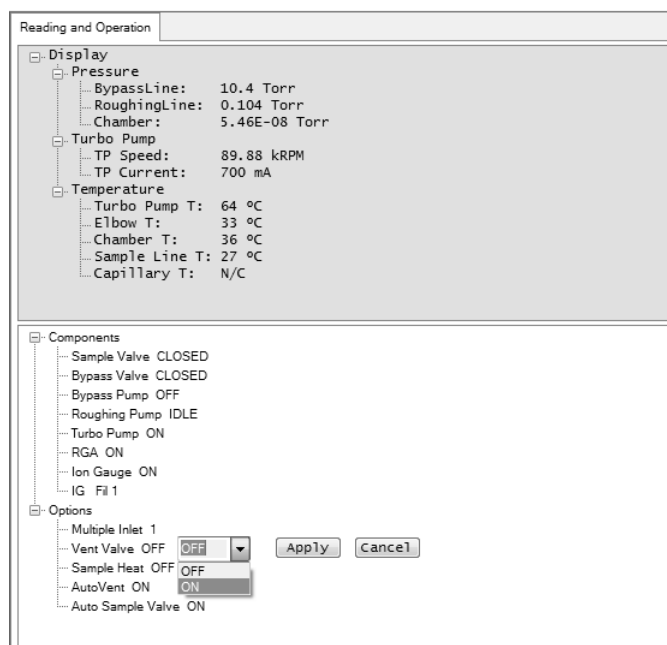 Reading and Operation
Display
Pressure
BypassLine: 10.4 Torr
RoughingLine: 0.104 Torr
Chamber: 5.46E-08 Torr
Turbo Pump
TP Speed: 89.88 kRPM
TP Current: 700 mA
Temperature
Turbo Pump T: 64 ºC
Elbow T: 33 ºC
Chamber T: 36 ºC
Sample Line T: 27 ºC
Capillary T: N/C
Components
Sample Valve CLOSED
Bypass Valve CLOSED
Bypass Pump OFF
Roughing Pump IDLE
Turbo Pump ON
RGA ON
Ion Gauge ON
IG Fil 1
Options
Multiple Inlet 1
Vent Valve OFF OFF Apply Cancel
Sample Heat OFF OFF
AutoVent ON ON
Auto Sample Valve ON